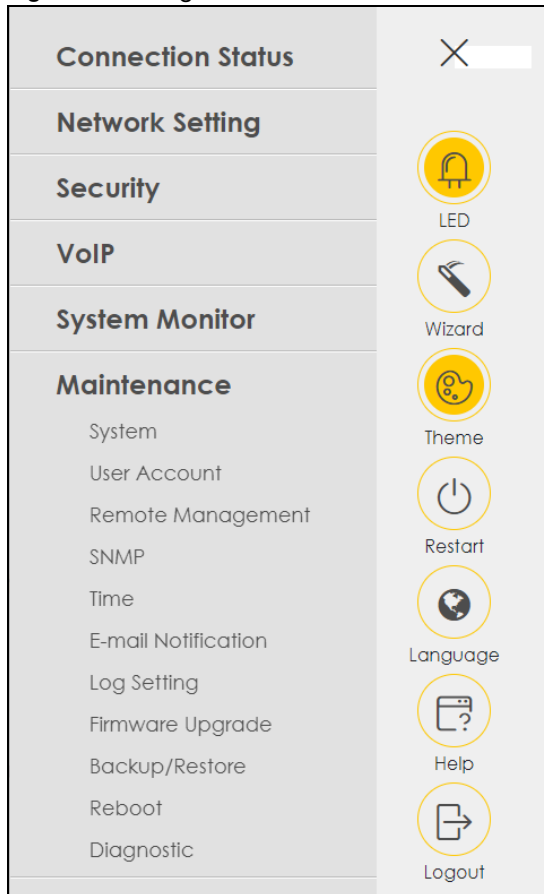 Connection Status
Network Setting
Security
VoIP
System Monitor
Maintenance
System
User Account
Remote Management
SNMP
Time
E-mail Notification
Log Setting
Firmware Upgrade
Backup/Restore
Reboot
Diagnostic
LED
Wizard
Theme
Restart
Language
Help
Logout